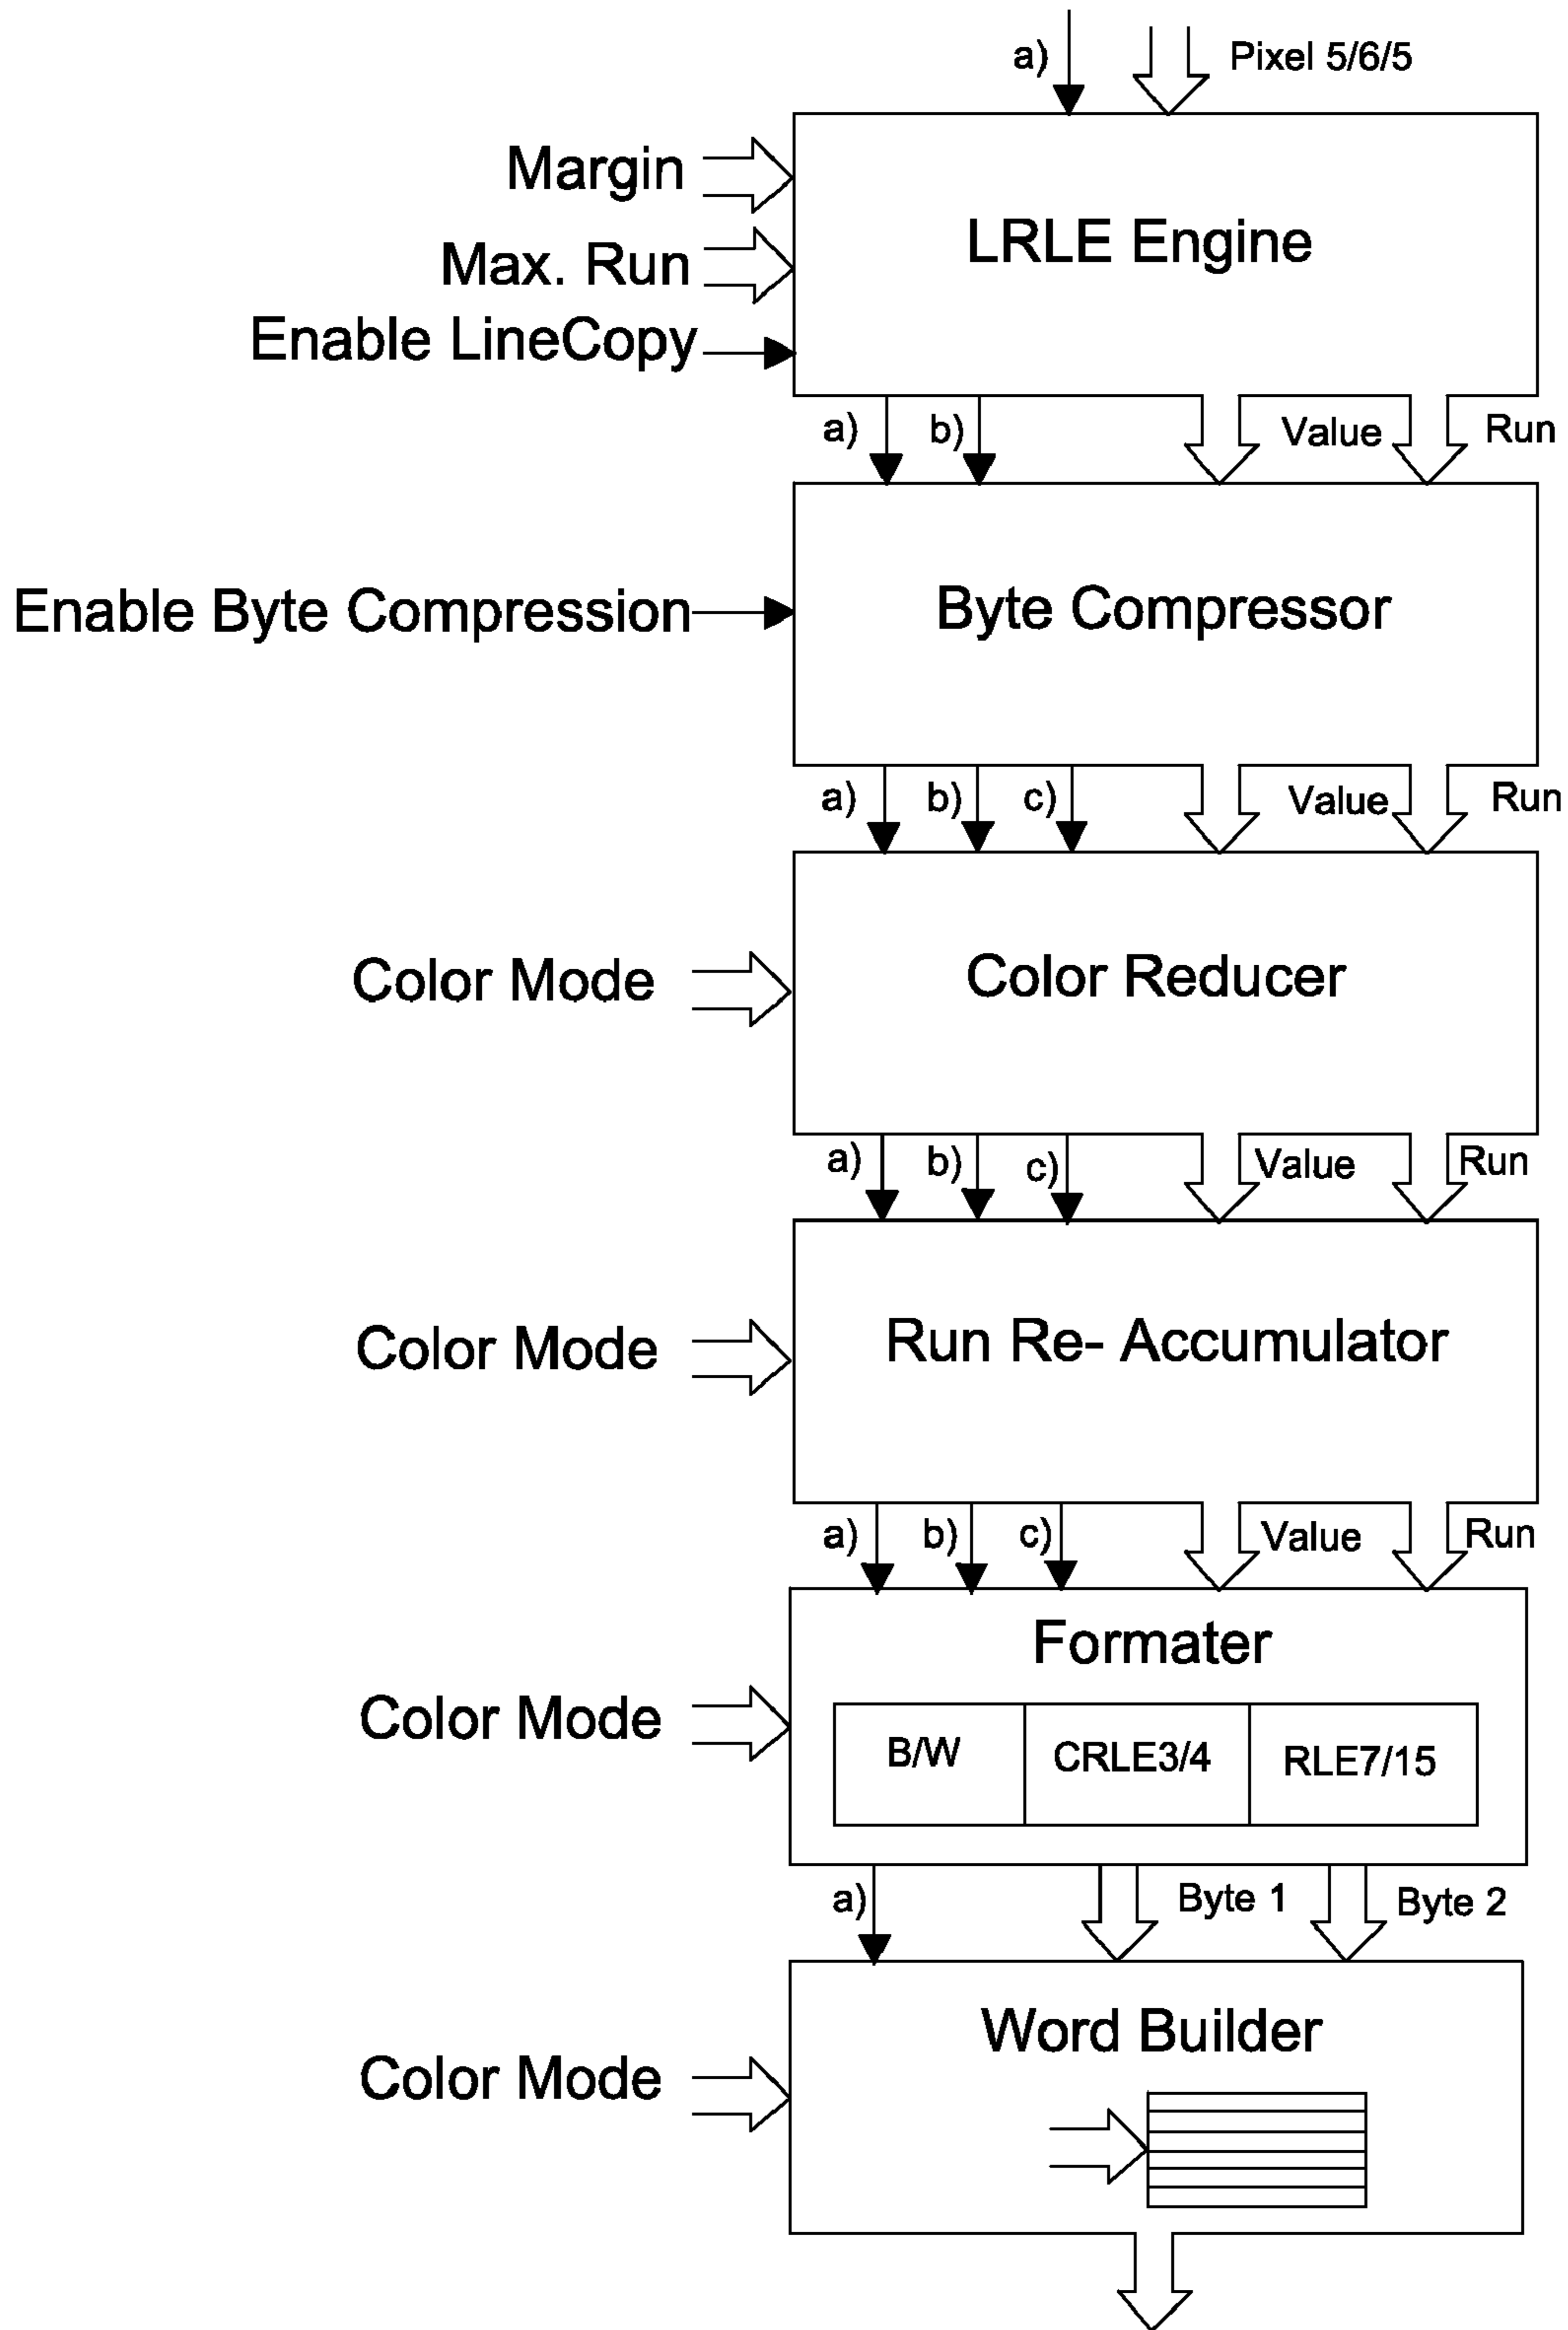 a) Pixel 5/6/5
Margin
LRLE Engine
Max. Run
Enable LineCopy
a) b) Value Run
Enable Byte Compression
Byte Compressor
a) b) c) Value Run
Color Mode
Color Reducer
a) b) c) Value Run
Color Mode
Run Re- Accumulator
a) b) c) Value Run
Formater
Color Mode
B/W CRLE3/4 RLE7/15
a) Byte 1 Byte 2
Word Builder
Color Mode